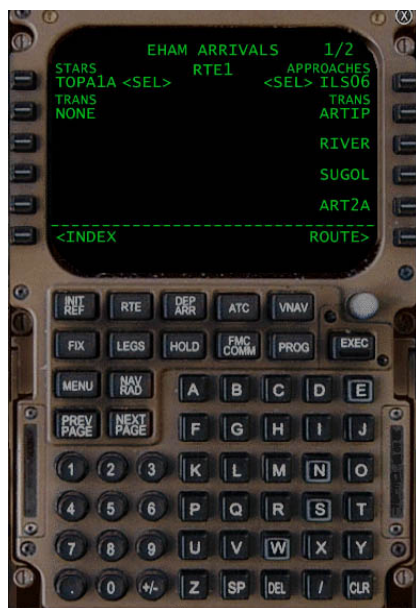 X
EHAM ARRIVALS 1/2
STARS RTE1 APPROACHES
TOPA1A <SEL> <SEL> ILS06
TRANS TRANS
NONE ARTIP
RIVER
SUGOL
ART2A
<INDEX ROUTE>
INIT REF RTE DEP ARR ATC VNAV
FIX LEGS HOLD FMC COMM PROG EXEC
MENU NAV RAD A B C D E
PREV PAGE NEXT PAGE F G H I J
1 2 3 K L M N O
4 5 6 P Q R S T
7 8 9 U V W X Y
. 0 +/- Z SP DEL / CLR